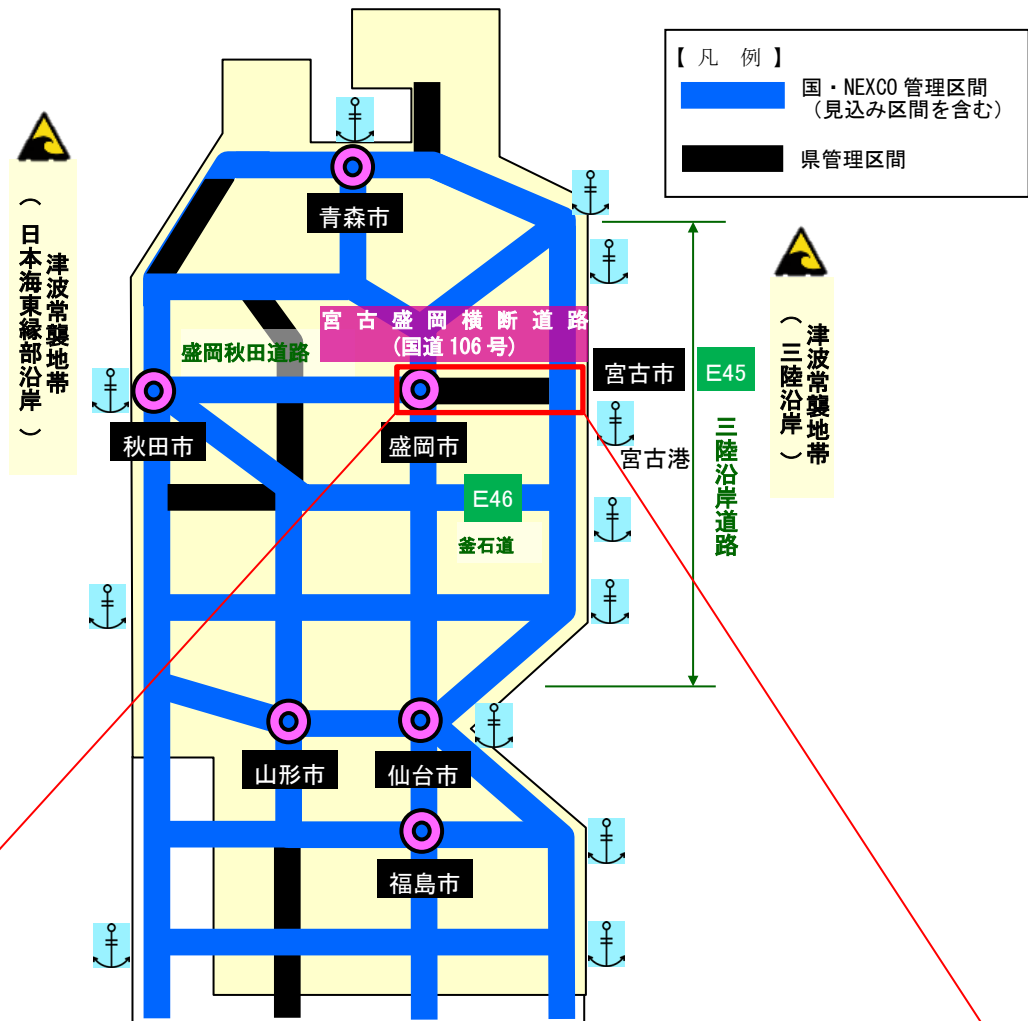 【 凡 例 】
国・NEXCO 管理区間
(見込み区間を含む)
県管理区間
津波常襲地帯
( 日本海東縁部沿岸 )
青森市
宮古盛岡横断道路
(国道 106 号)
盛岡秋田道路
宮古市
E45
津波常襲地帯
( 三陸沿岸 )
秋田市
盛岡市
宮古港
三陸沿岸道路
E46
釜石道
山形市
仙台市
福島市